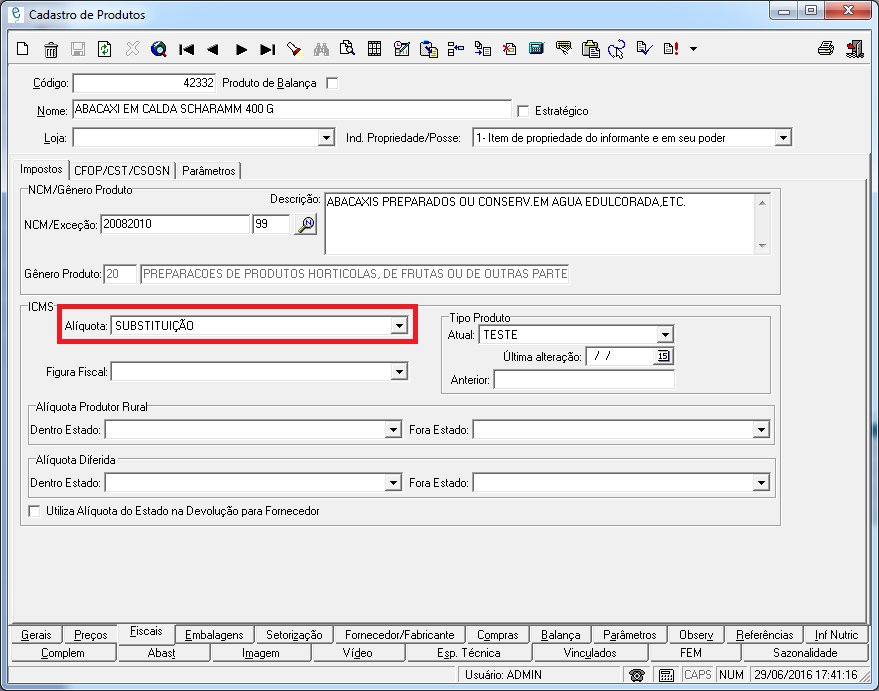 Cadastro de Produtos
Código: 42332 Produto de Balança
Nome: ABACAXI EM CALDA SCHARAMM 400 G Estratégico
Loja: Ind. Propriedade/Posse: 1- Item de propriedade do informante e em seu poder
Impostos CFOP/CST/CSOSN Parâmetros
NCM/Gênero Produto
Descrição: ABACAXIS PREPARADOS OU CONSERV.EM AGUA EDULCORADA,ETC.
NCM/Exceção: 20082010 99
Gênero Produto: 20 PREPARACOES DE PRODUTOS HORTICOLAS, DE FRUTAS OU DE OUTRAS PARTE
ICMS
Alíquota: SUBSTITUIÇÃO
Tipo Produto
Atual: TESTE
Última alteração: / / 15
Figura Fiscal:
Anterior:
Alíquota Produtor Rural
Dentro Estado: Fora Estado:
Alíquota Diferida
Dentro Estado: Fora Estado:
Utiliza Alíquota do Estado na Devolução para Fornecedor
Gerais Preços Fiscais Embalagens Setorização Fornecedor/Fabricante Compras Balança Parâmetros Observ Referências Inf Nutric
Complem Abast Imagem Vídeo Esp. Técnica Vinculados FEM Sazonalidade
Usuário: ADMIN CAPS NUM 29/06/2016 17:41:16